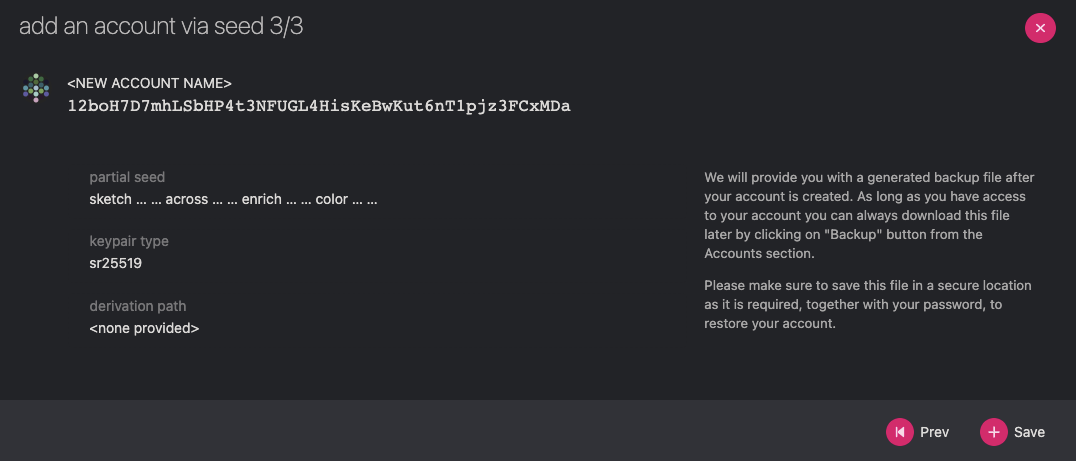 add an account via seed 3/3
<NEW ACCOUNT NAME>
12boH7D7mhLSbHP4t3NFUGL4HisKeBwKut6nT1pjz3FCxMDa
partial seed
sketch ... ... across ... ... enrich ... ... color ... ...
keypair type
sr25519
derivation path
<none provided>
We will provide you with a generated backup file after
your account is created. As long as you have access
to your account you can always download this file
later by clicking on "Backup" button from the
Accounts section.
Please make sure to save this file in a secure location
as it is required, together with your password, to
restore your account.
Prev
Save